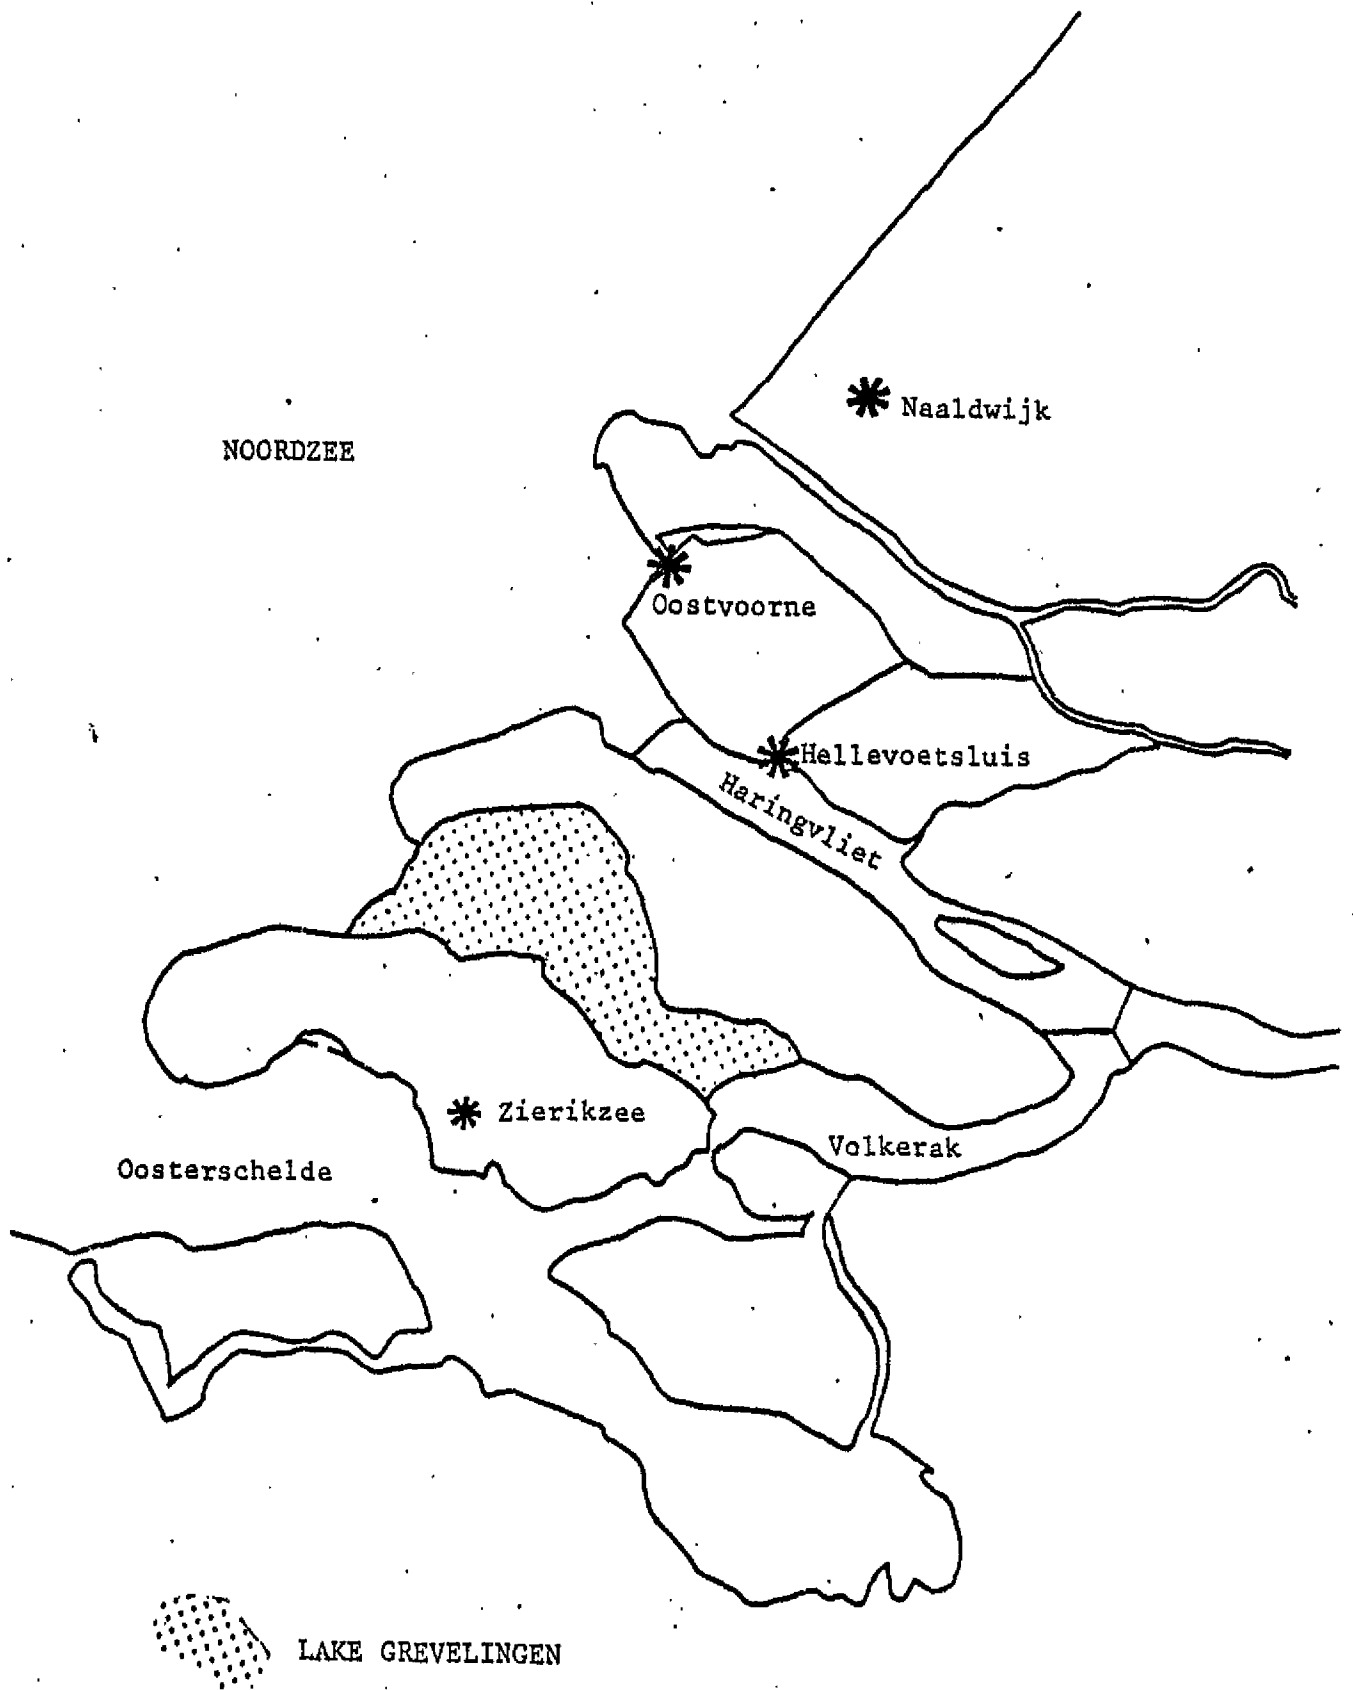 Naaldwijk
NOORDZEE
Oostvoorne
Hellevoetsluis
Haringvliet
Zierikzee
Volkerak
Oosterschelde
LAKE GREVELINGEN